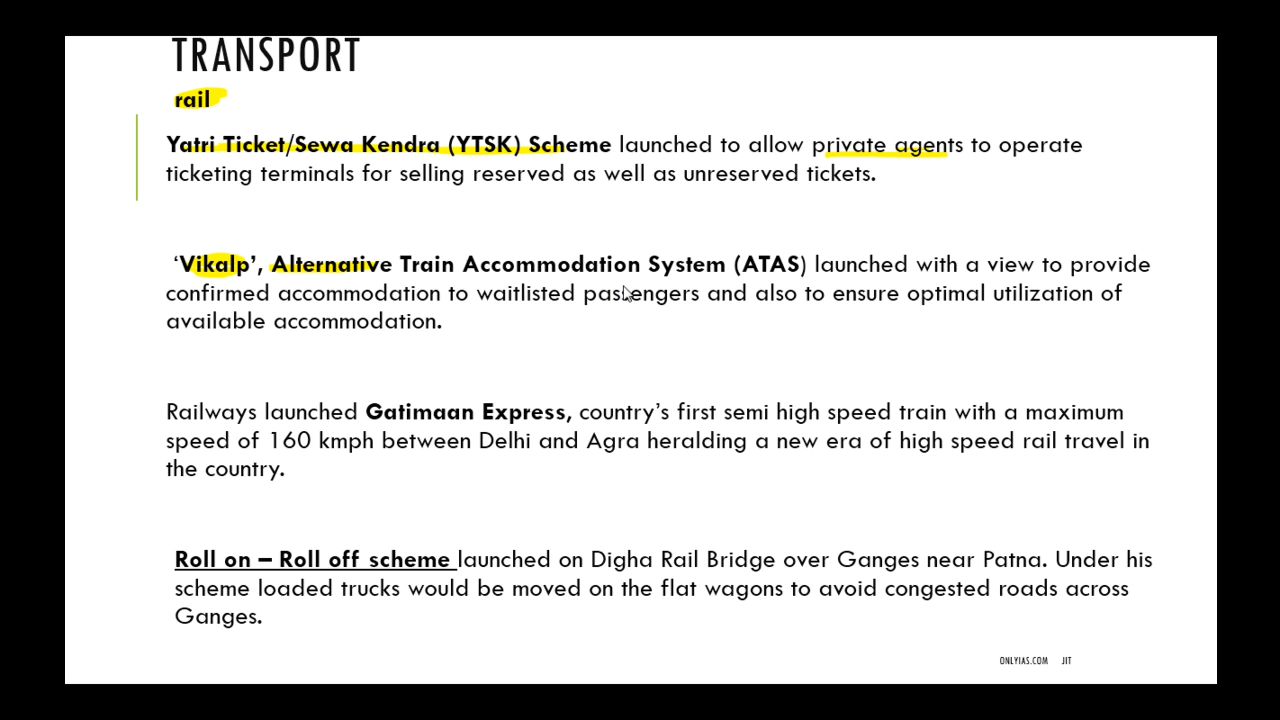 TRANSPORT
rail
Yatri Ticket/Sewa Kendra (YTSK) Scheme launched to allow private agents to operate
ticketing terminals for selling reserved as well as unreserved tickets.
‘Vikalp’, Alternative Train Accommodation System (ATAS) launched with a view to provide
confirmed accommodation to waitlisted passengers and also to ensure optimal utilization of
available accommodation.
Railways launched Gatimaan Express, country’s first semi high speed train with a maximum
speed of 160 kmph between Delhi and Agra heralding a new era of high speed rail travel in
the country.
Roll on – Roll off scheme launched on Digha Rail Bridge over Ganges near Patna. Under his
scheme loaded trucks would be moved on the flat wagons to avoid congested roads across
Ganges.
ONLYIAS.COM JIT